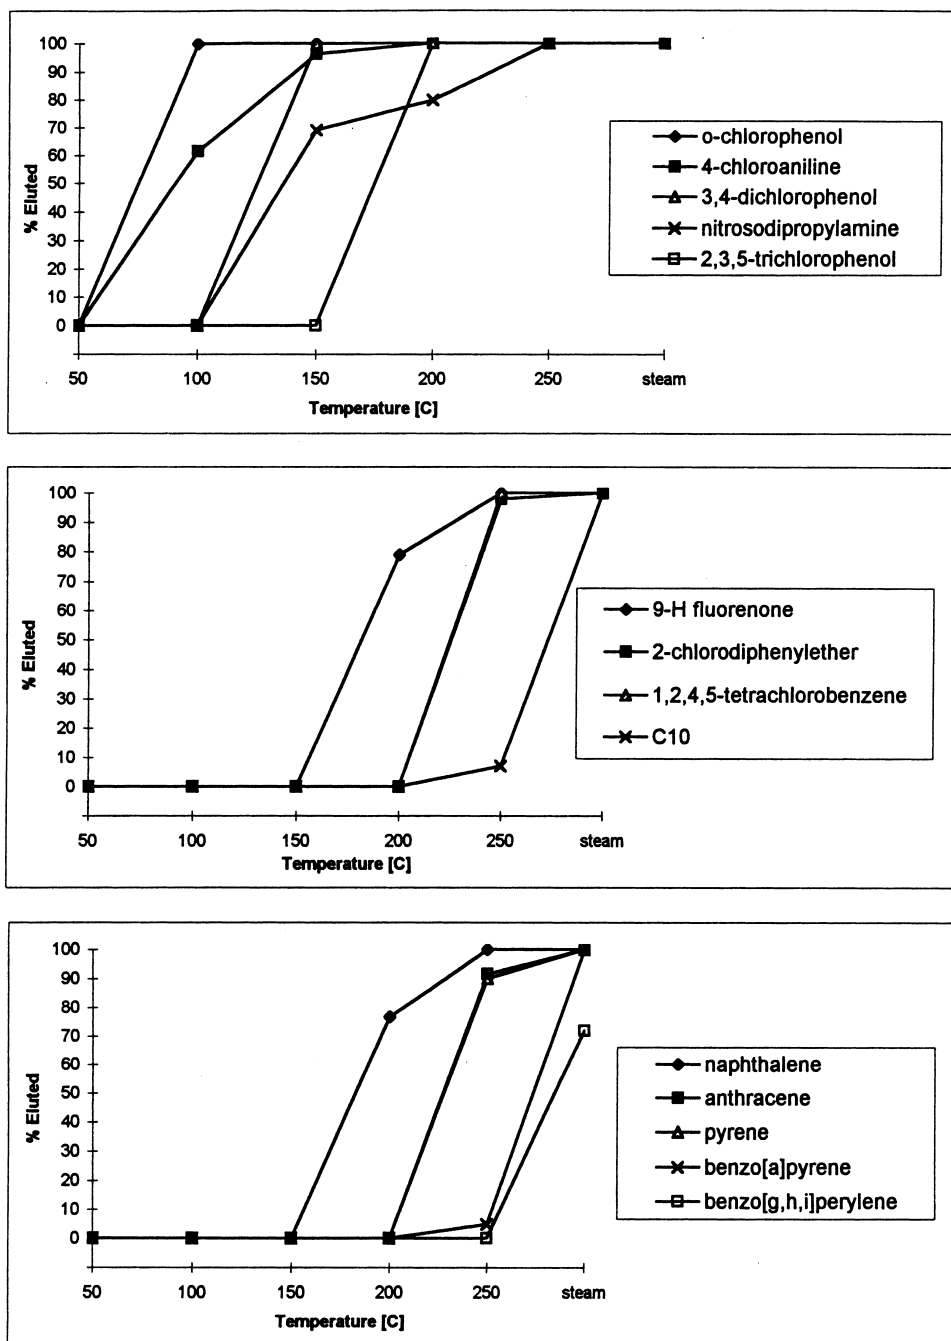 100
90
80
70
60
50
40
30
20
10
0
% Eluted
50 100 150 200 250 steam
Temperature [C]
o-chlorophenol
4-chloroaniline
3,4-dichlorophenol
nitrosodipropylamine
2,3,5-trichlorophenol
100
90
80
70
60
50
40
30
20
10
0
% Eluted
50 100 150 200 250 steam
Temperature [C]
9-H fluorenone
2-chlorodiphenylether
1,2,4,5-tetrachlorobenzene
C10
100
90
80
70
60
50
40
30
20
10
0
% Eluted
50 100 150 200 250 steam
Temperature [C]
naphthalene
anthracene
pyrene
benzo[a]pyrene
benzo[g,h,i]perylene